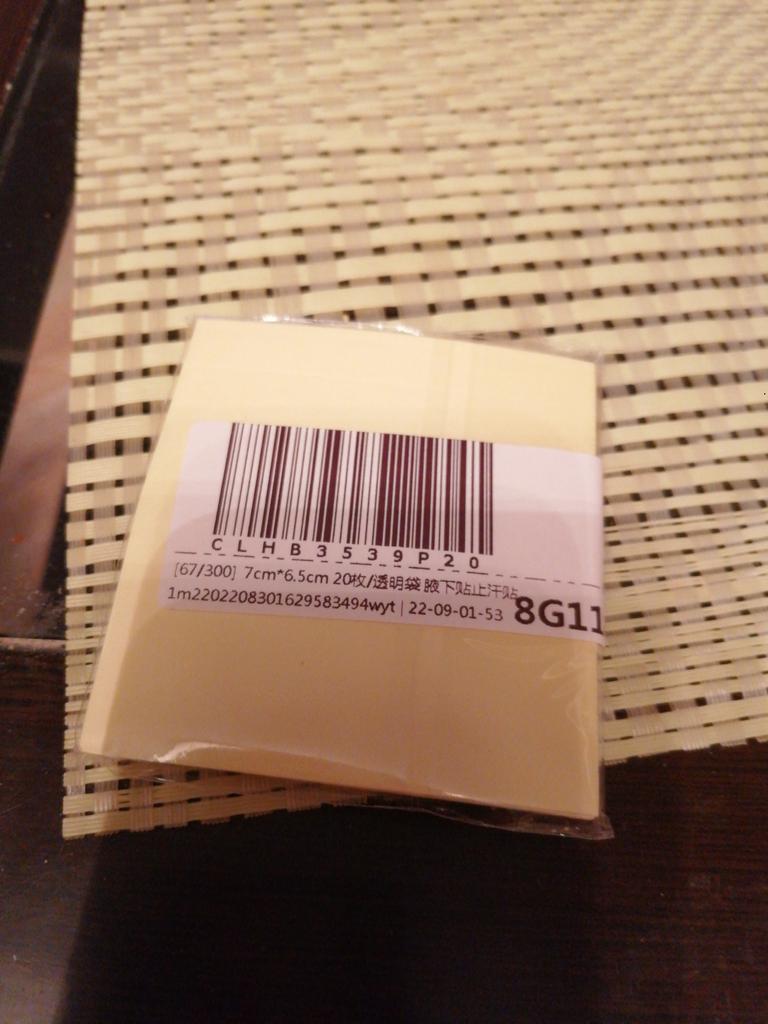 CLHB3539P20
[67/300] 7cm*6.5cm 20枚/透明袋 腋下贴止汗贴
1m2202208301629583494wyt | 22-09-01-53 8G11